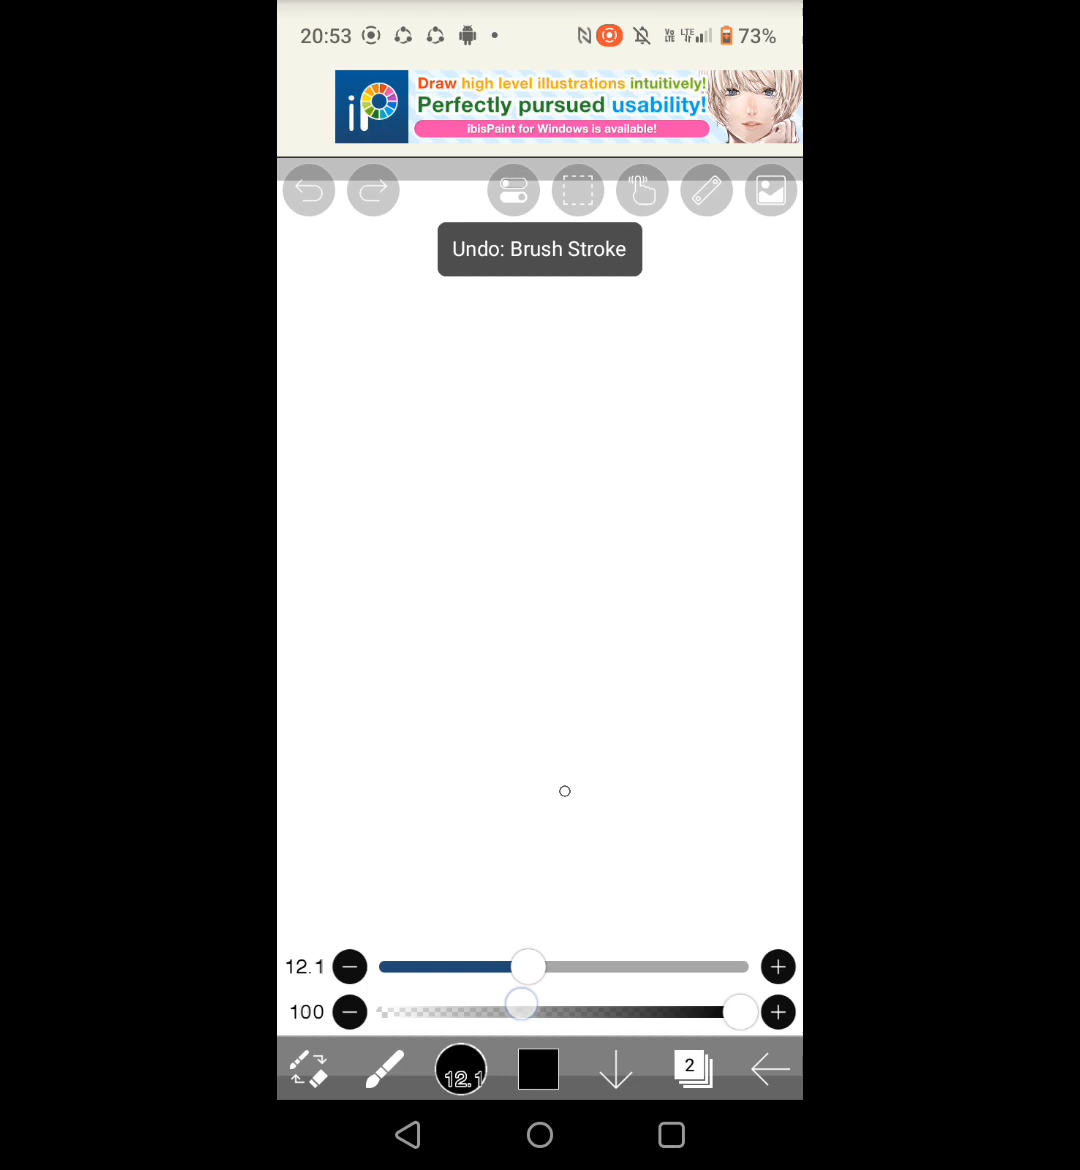 20:53
73%
iP
Draw high level illustrations intuitively!
Perfectly pursued usability!
ibisPaint for Windows is available!
Undo: Brush Stroke
12.1
100
12.1
2